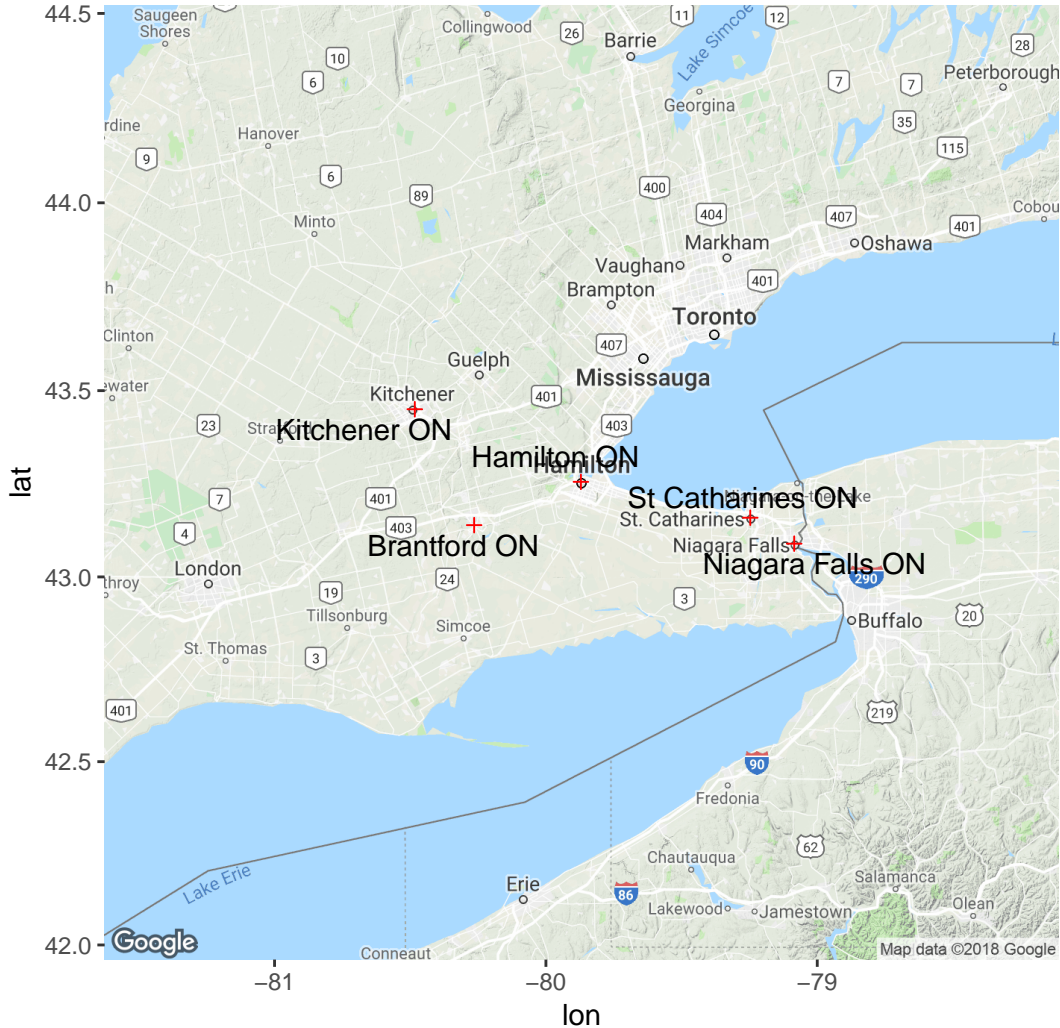 44.5
44.0
43.5
43.0
42.5
42.0
lat
−81
−80
−79
lon
Saugeen
Shores
Collingwood
11
12
26
Barrie
Lake Simcoe
28
10
6
7
7
Peterborough
Georgina
rdine
Hanover
35
9
6
115
89
400
404
407
401
Cobou
Minto
Markham
Oshawa
Vaughan
401
Brampton
Toronto
Clinton
407
Guelph
Mississauga
ewater
Kitchener
401
23
403
Kitchener ON
Hamilton ON
Hamilton
7
401
St Catharines ON
4
403
St. Catharines
Brantford ON
Niagara Falls
Niagara Falls ON
London
24
290
throy
19
3
20
Tillsonburg
Simcoe
Buffalo
St. Thomas
3
401
219
90
Fredonia
62
Lake Erie
Chautauqua
Erie
86
Salamanca
Lakewood
Jamestown
Olean
Conneaut
Google
Map data ©2018 Google